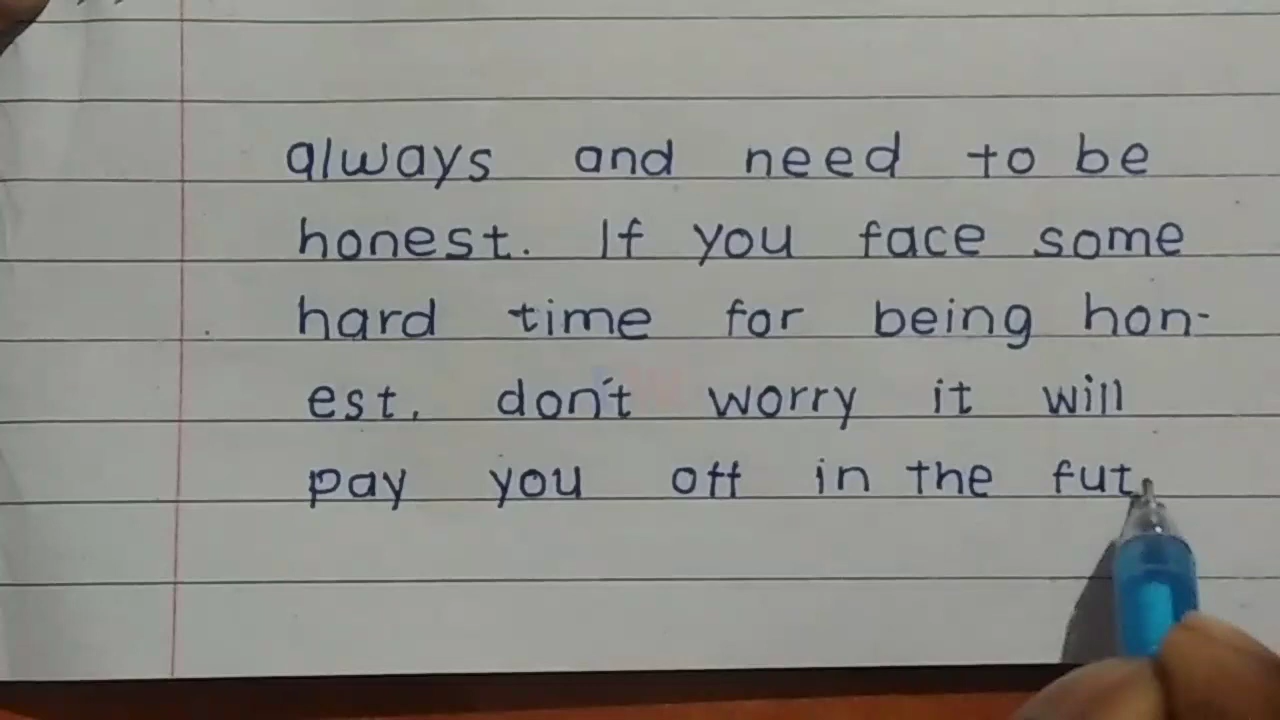 always and need to be
honest. If you face some
hard time for being hon-
est, don't worry it will
pay you off in the fut